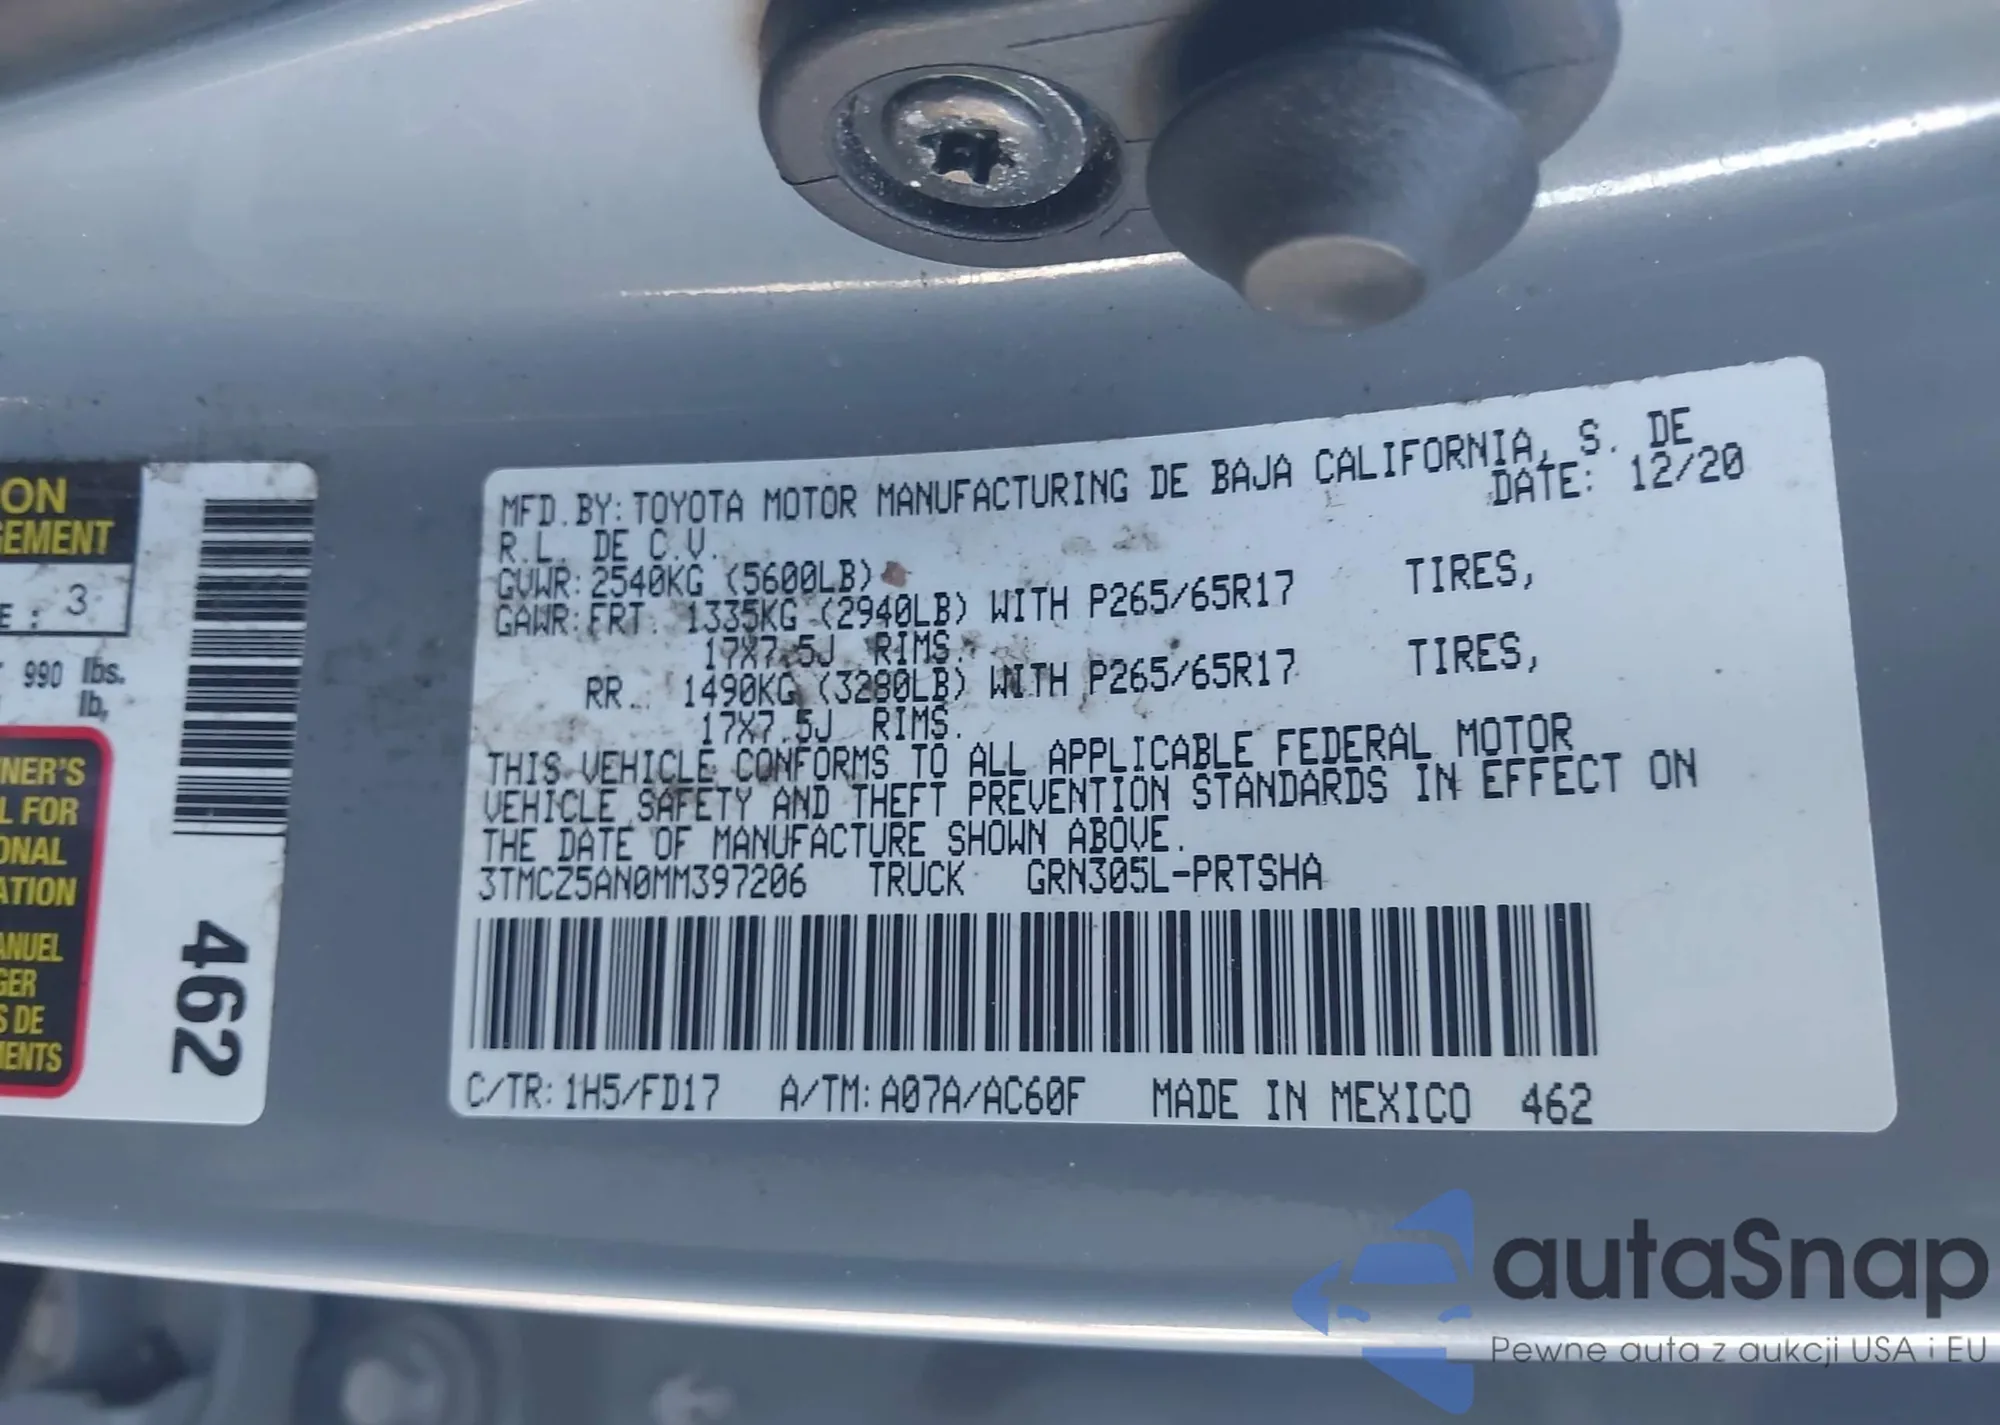 ON
GEMENT
E : 3
990 lbs.
lb,
NER'S
L FOR
ONAL
ATION
ANUEL
GER
S DE
MENTS
462
MFD.BY:TOYOTA MOTOR MANUFACTURING DE BAJA CALIFORNIA, S. DE
R.L. DE C.V. DATE: 12/20
GVWR:2540KG (5600LB)
GAWR:FRT. 1335KG (2940LB) WITH P265/65R17 TIRES,
17X7.5J RIMS.
RR. 1490KG (3280LB) WITH P265/65R17 TIRES,
17X7.5J RIMS.
THIS VEHICLE CONFORMS TO ALL APPLICABLE FEDERAL MOTOR
VEHICLE SAFETY AND THEFT PREVENTION STANDARDS IN EFFECT ON
THE DATE OF MANUFACTURE SHOWN ABOVE.
3TMCZ5AN0MM397206 TRUCK GRN305L-PRTSHA
C/TR:1H5/FD17 A/TM:A07A/AC60F MADE IN MEXICO 462
autaSnap
Pewne auta z aukcji USA i EU